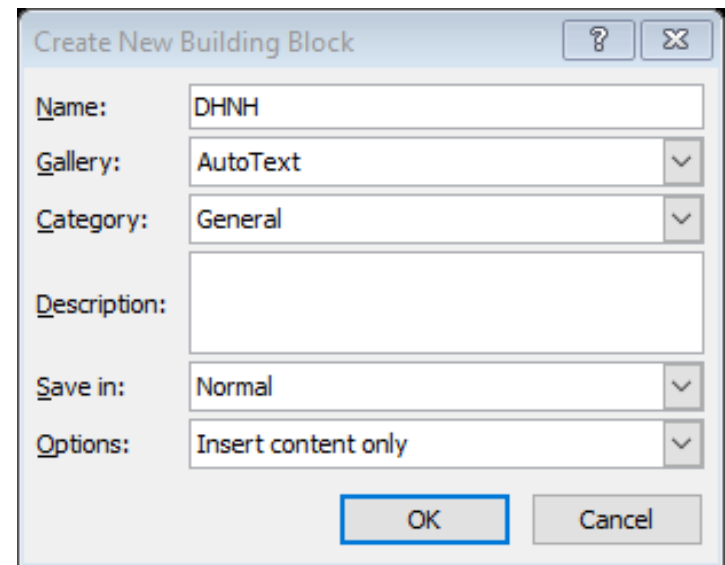 Create New Building Block
Name: DHNH
Gallery: AutoText
Category: General
Description:
Save in: Normal
Options: Insert content only
OK Cancel